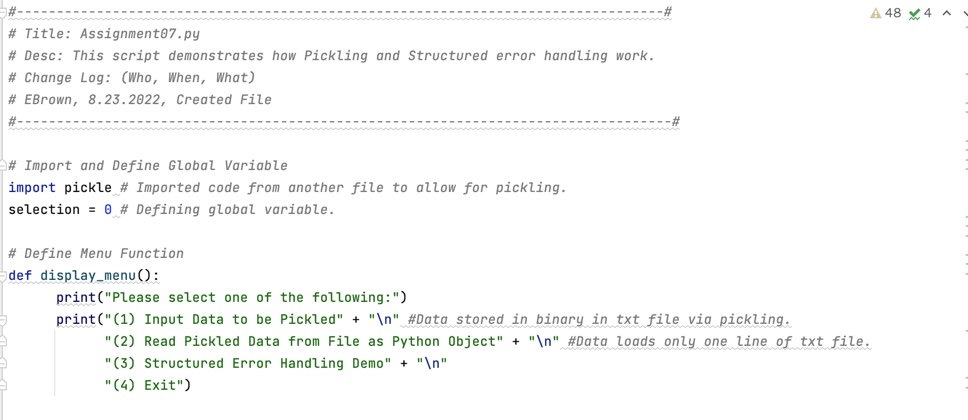 #---------------------------------------------------------------------------------#
48 4
# Title: Assignment07.py
# Desc: This script demonstrates how Pickling and Structured error handling work.
# Change Log: (Who, When, What)
# EBrown, 8.23.2022, Created File
#----------------------------------------------------------------------------------#
# Import and Define Global Variable
import pickle # Imported code from another file to allow for pickling.
selection = 0 # Defining global variable.
# Define Menu Function
def display_menu():
print("Please select one of the following:")
print("(1) Input Data to be Pickled" + "\n" #Data stored in binary in txt file via pickling.
"(2) Read Pickled Data from File as Python Object" + "\n" #Data loads only one line of txt file.
"(3) Structured Error Handling Demo" + "\n"
"(4) Exit")